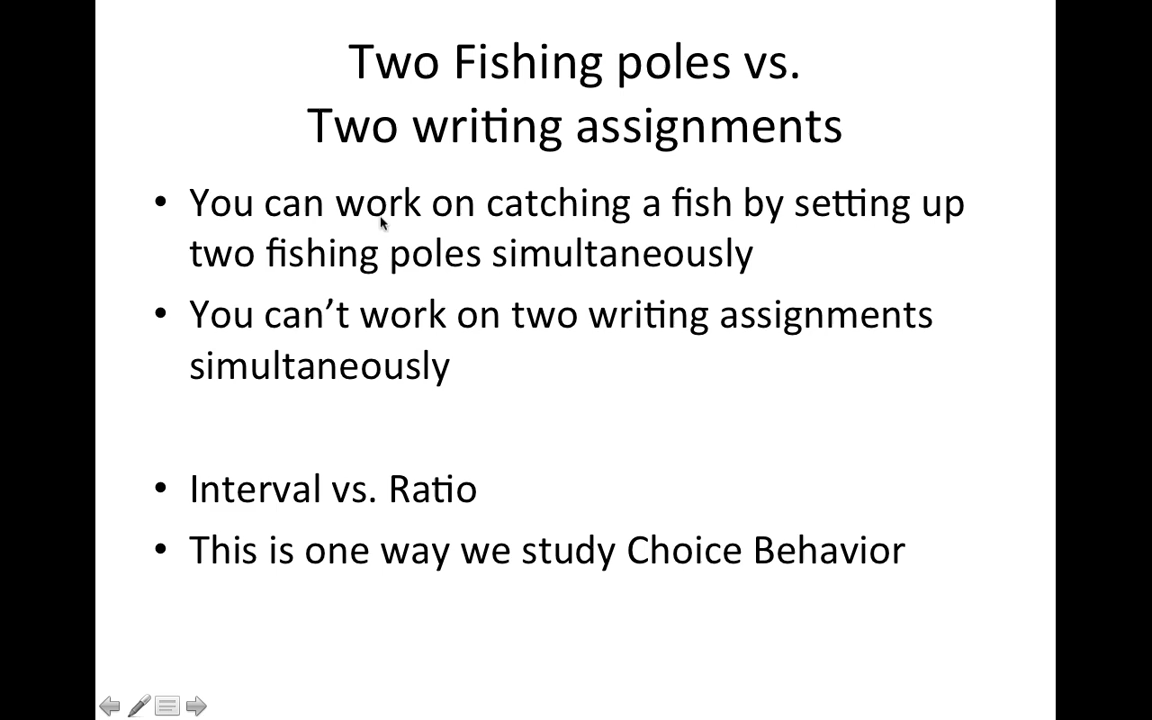 Two Fishing poles vs.
Two writing assignments
• You can work on catching a fish by setting up
two fishing poles simultaneously
• You can’t work on two writing assignments
simultaneously
• Interval vs. Ratio
• This is one way we study Choice Behavior